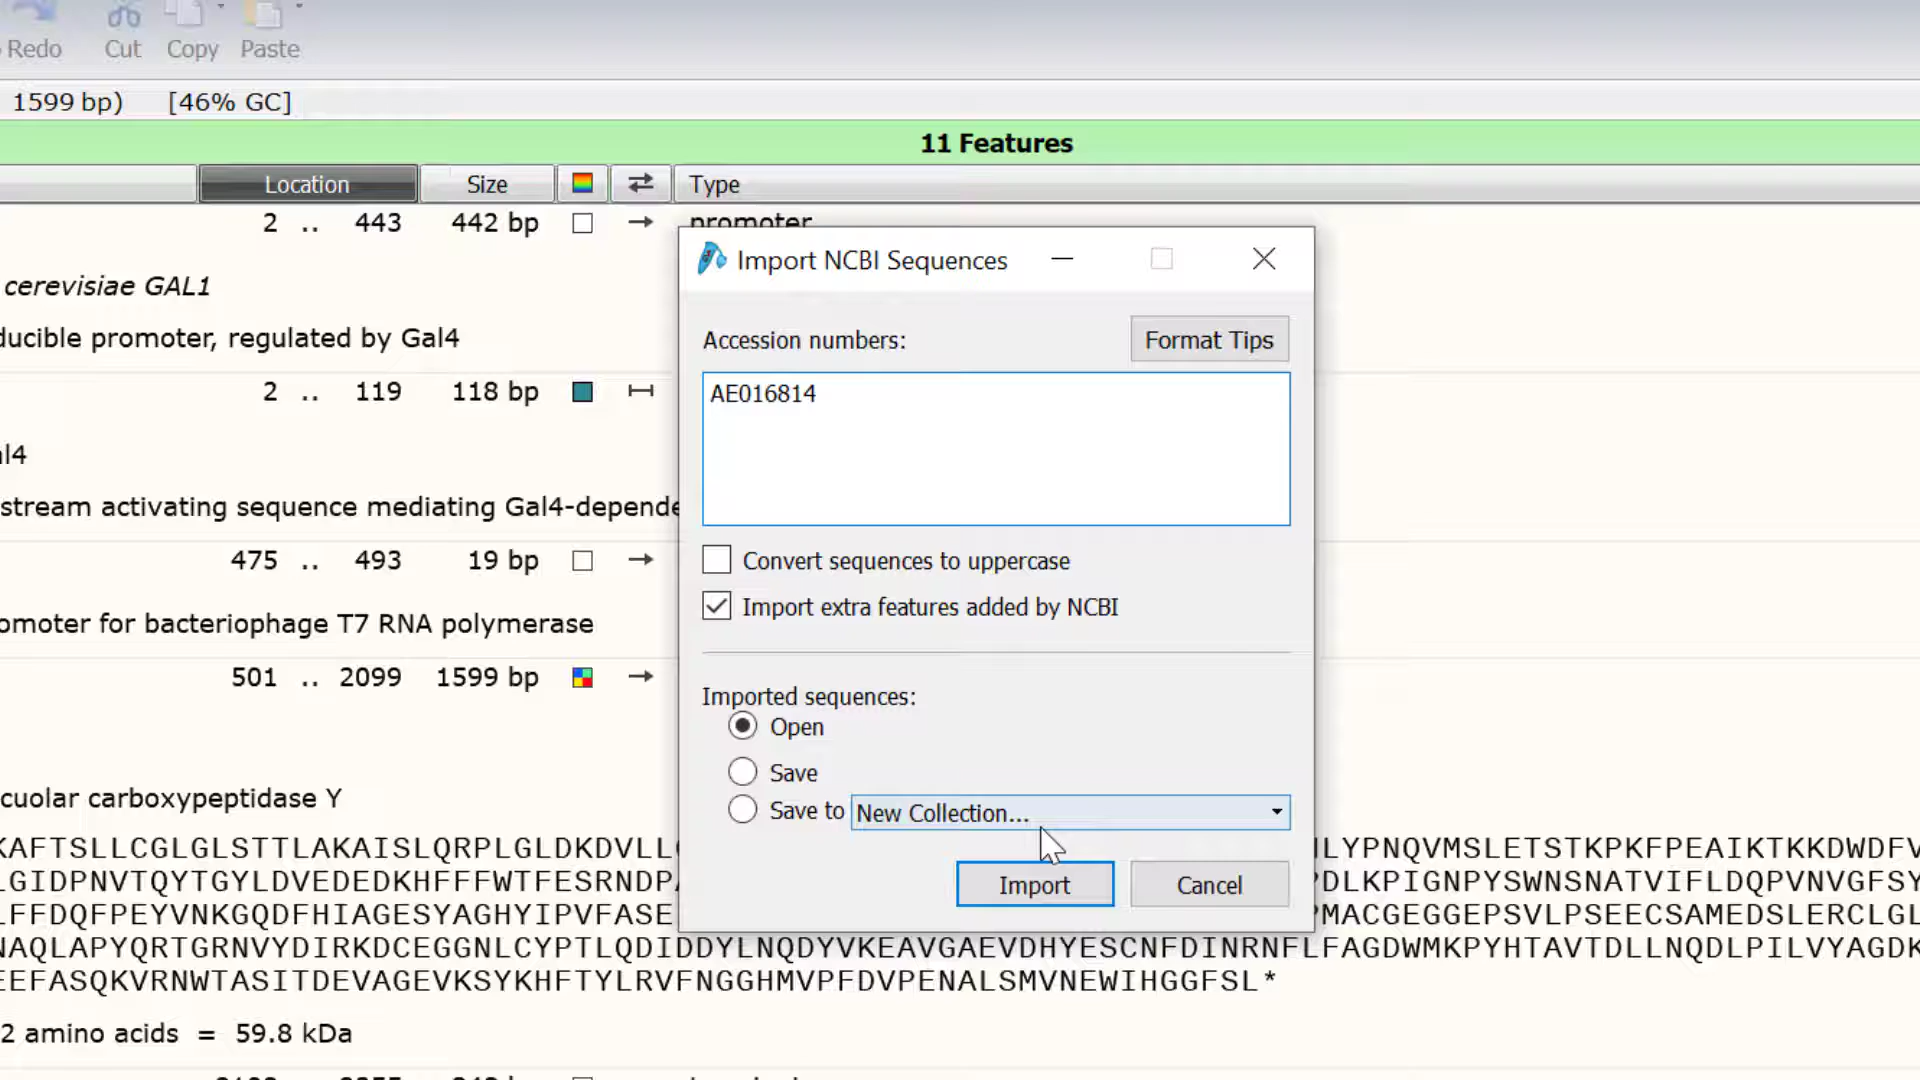 Redo Cut Copy Paste
1599 bp) [46% GC]
11 Features
Location Size Type
2 .. 443 442 bp promoter
Import NCBI Sequences
cerevisiae GAL1
Accession numbers: Format Tips
ducible promoter, regulated by Gal4
AE016814
2 .. 119 118 bp
al4
stream activating sequence mediating Gal4-depende
475 .. 493 19 bp
Convert sequences to uppercase
Import extra features added by NCBI
omoter for bacteriophage T7 RNA polymerase
501 .. 2099 1599 bp
Imported sequences:
Open
Save
Save to New Collection...
cuolar carboxypeptidase Y
KAFTSLLCGLGLSTTLAKAISLQRPLGLDKDVLL LYPNQVMSLETSTKPKFPEAIKTKKDWDFV
LGIDPNVTQYTGYLDVEDEDKHFFFWTFESRNDP DLKPIGNPYSWNSNATVIFLDQPVNVGFSY
Import Cancel
LFFDQFPEYVNKGQDFHIAGESYAGHYIPVFASE MACGEGGEPSVLPSEECSAMEDSLERCLGL
NAQLAPYQRTGRNVYDIRKDCEGGNLCYPTLQDIDDYLNQDYVKEAVGAEVDHYESCNFDINRNFLFAGDWMKPYHTAVTDLLNQDLPILVYAGDK
EEFASQKVRNWTASITDEVAGEVKSYKHFTYLRVFNGGHMVPFDVPENALSMVNEWIHGGFSL*
2 amino acids = 59.8 kDa